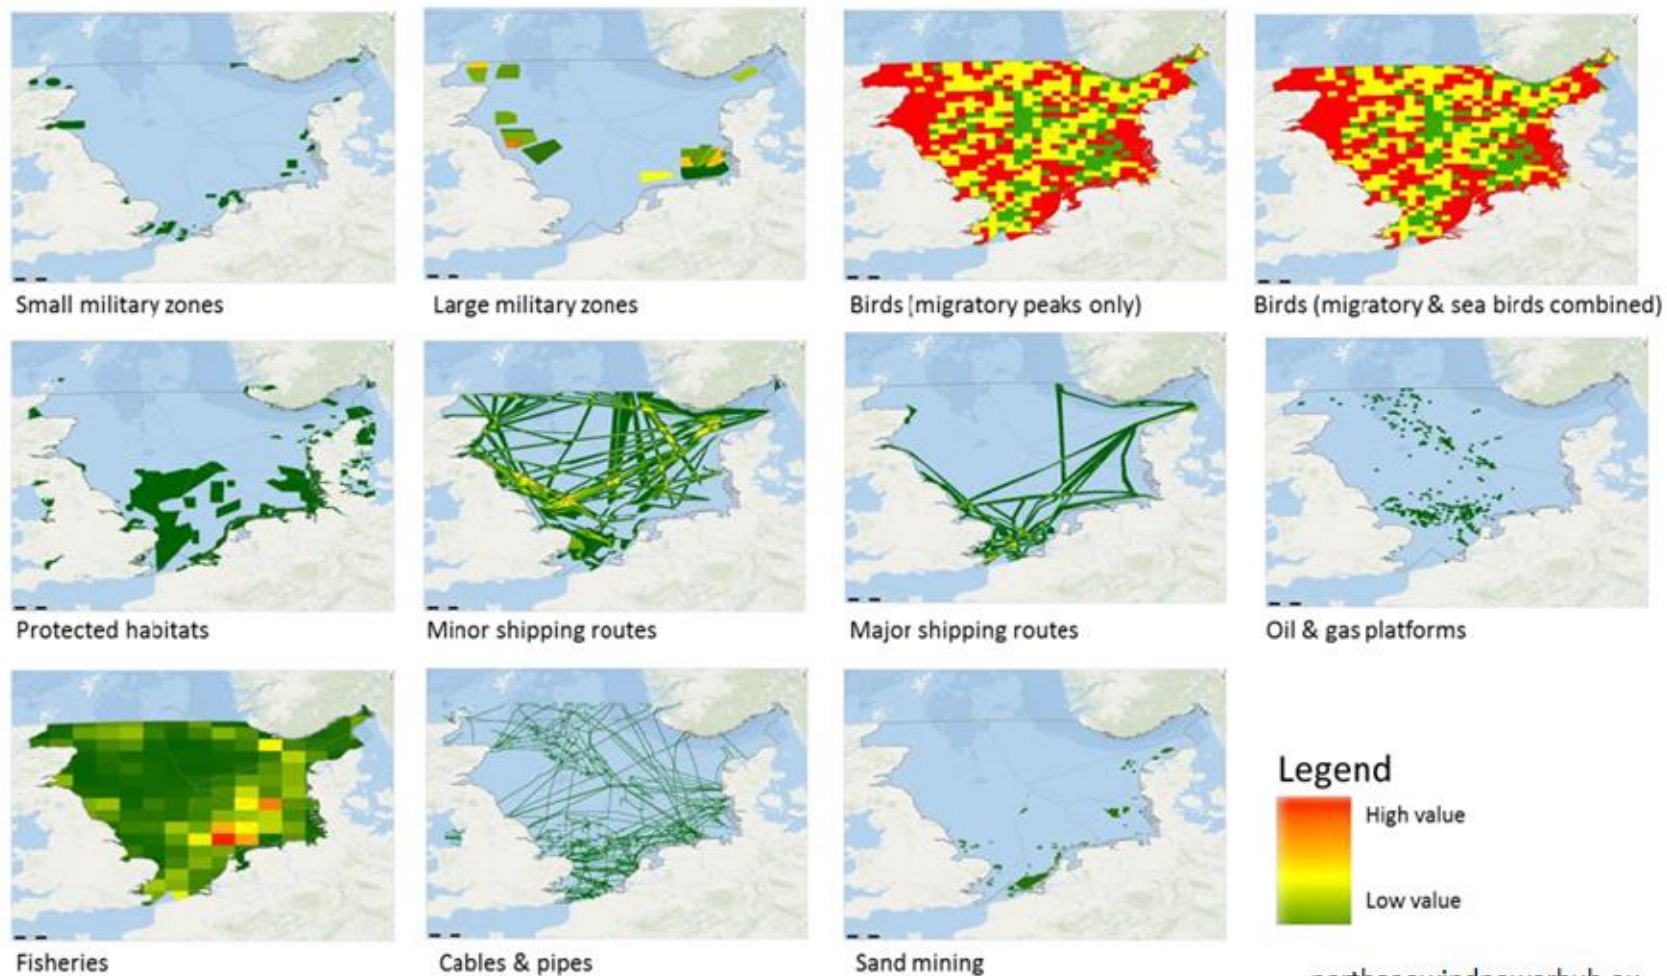 Small military zones
Large military zones
Birds (migratory peaks only)
Birds (migratory & sea birds combined)
Protected habitats
Minor shipping routes
Major shipping routes
Oil & gas platforms
Fisheries
Cables & pipes
Sand mining
Legend
High value
Low value